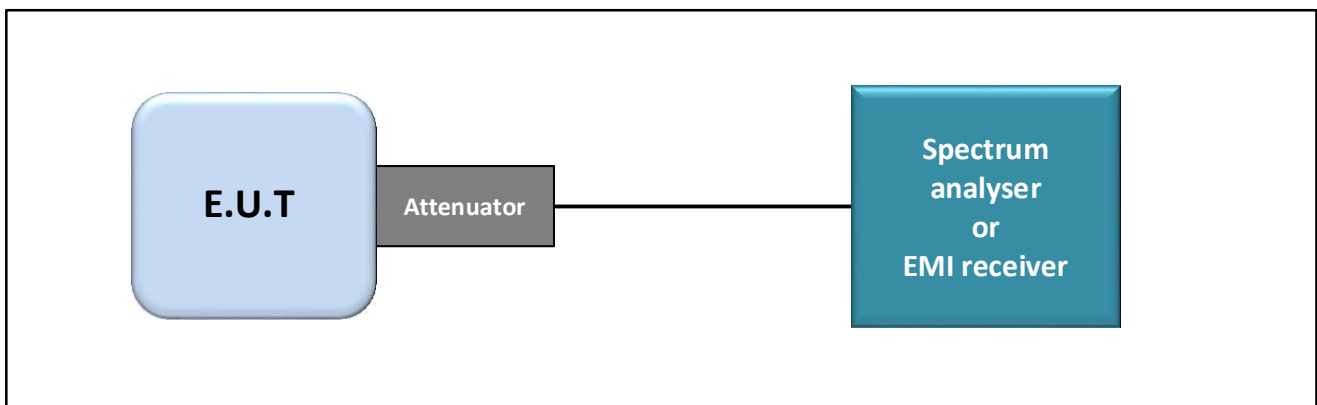 E.U.T
Attenuator
Spectrum
analyser
or
EMI receiver